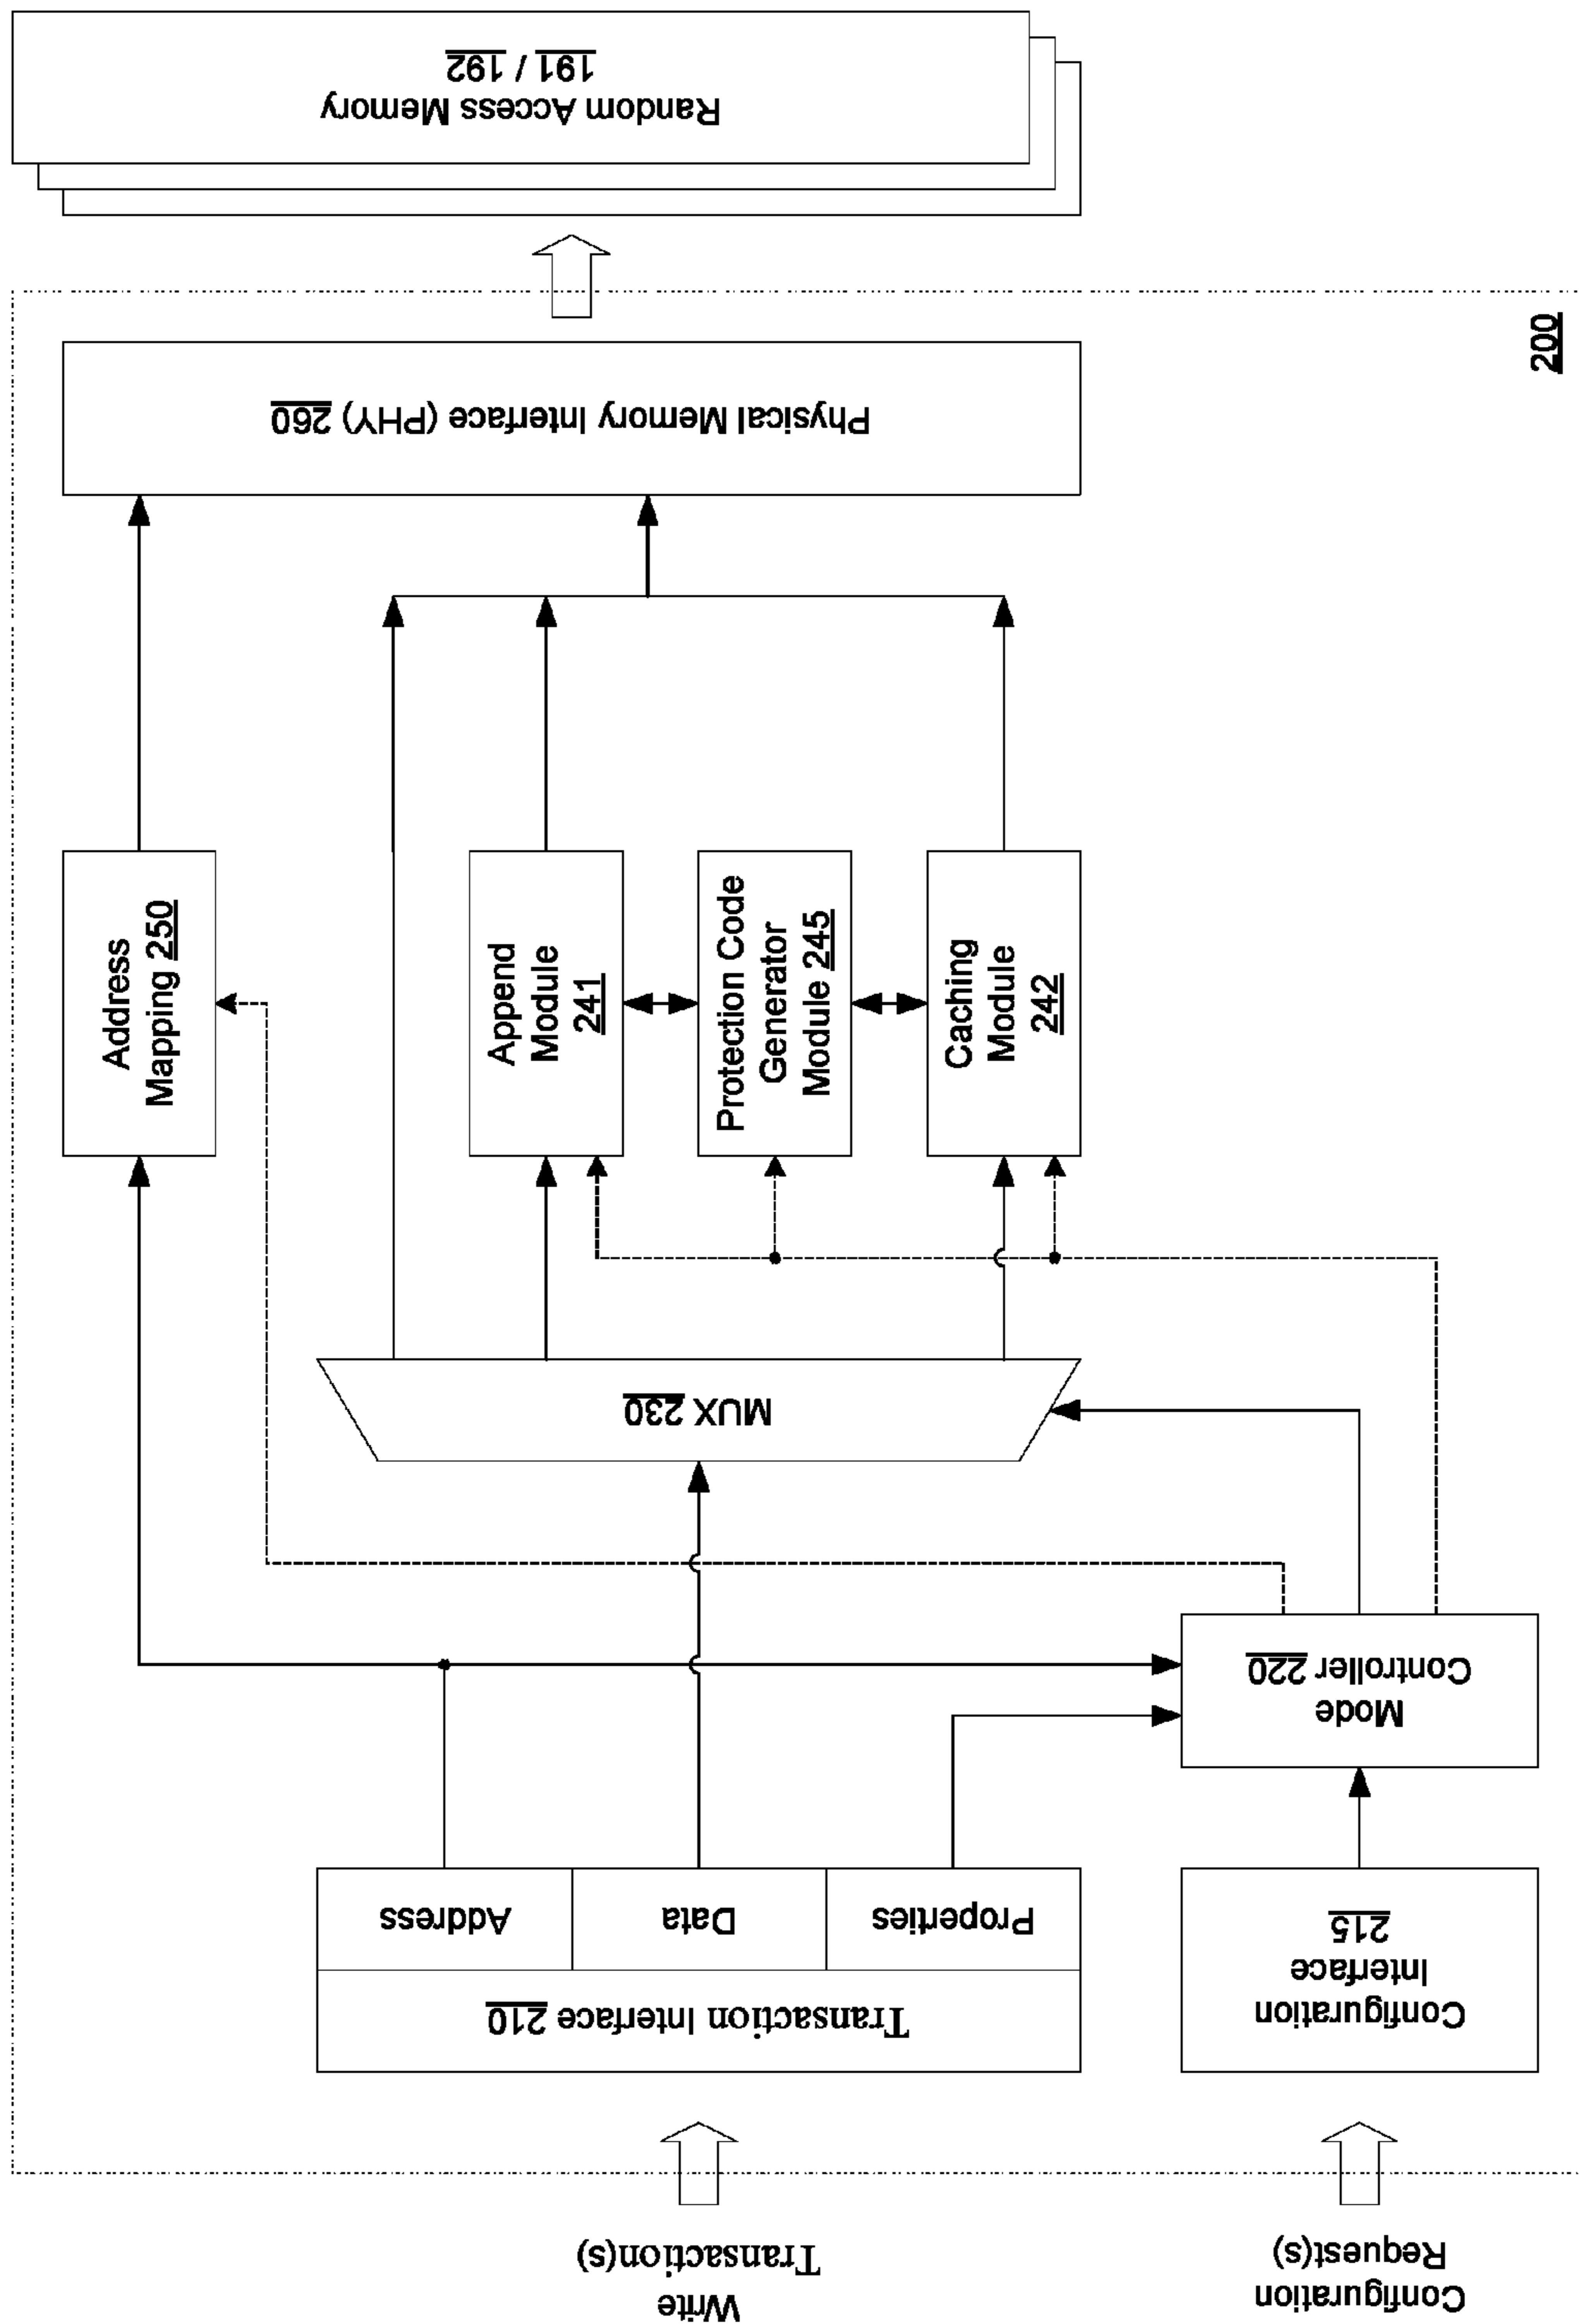 Write
Transaction(s)
Configuration
Request(s)
Transaction Interface 210
Properties
Data
Address
Configuration
Interface
215
Mode
Controller 220
MUX 230
Address
Mapping 250
Append
Module
241
Protection Code
Generator
Module 245
Caching
Module
242
Physical Memory Interface (PHY) 260
Random Access Memory
191 / 192
200